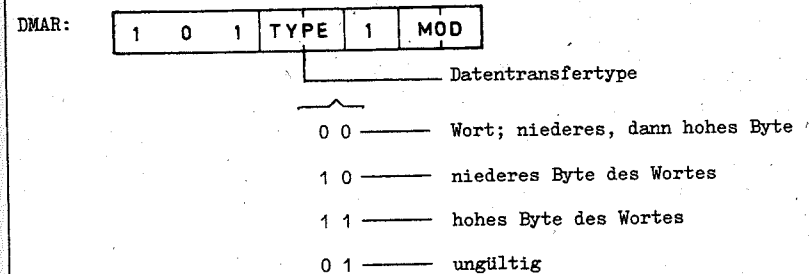 DMAR: 1 0 1 TYPE 1 MOD
Datentransfertype
0 0 Wort; niederes, dann hohes Byte
1 0 niederes Byte des Wortes
1 1 hohes Byte des Wortes
0 1 ungültig